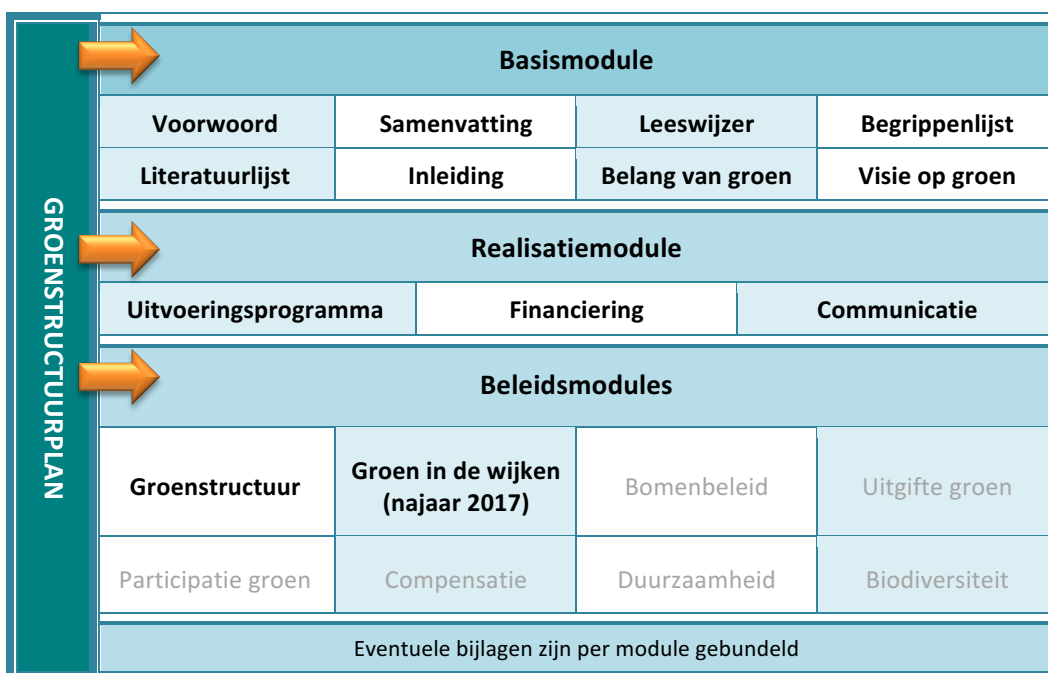 GROENSTRUCTUURPLAN
Basismodule
Voorwoord
Samenvatting
Leeswijzer
Begrippenlijst
Literatuurlijst
Inleiding
Belang van groen
Visie op groen
Realisatiemodule
Uitvoeringsprogramma
Financiering
Communicatie
Beleidsmodules
Groenstructuur
Groen in de wijken
(najaar 2017)
Bomenbeleid
Uitgifte groen
Participatie groen
Compensatie
Duurzaamheid
Biodiversiteit
Eventuele bijlagen zijn per module gebundeld